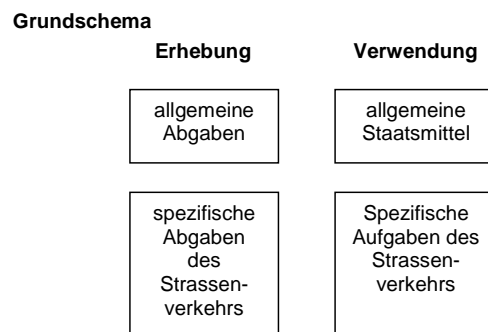 Grundschema
Erhebung Verwendung
allgemeine
Abgaben
allgemeine
Staatsmittel
spezifische
Abgaben
des
Strassen-
verkehrs
Spezifische
Aufgaben des
Strassen-
verkehrs